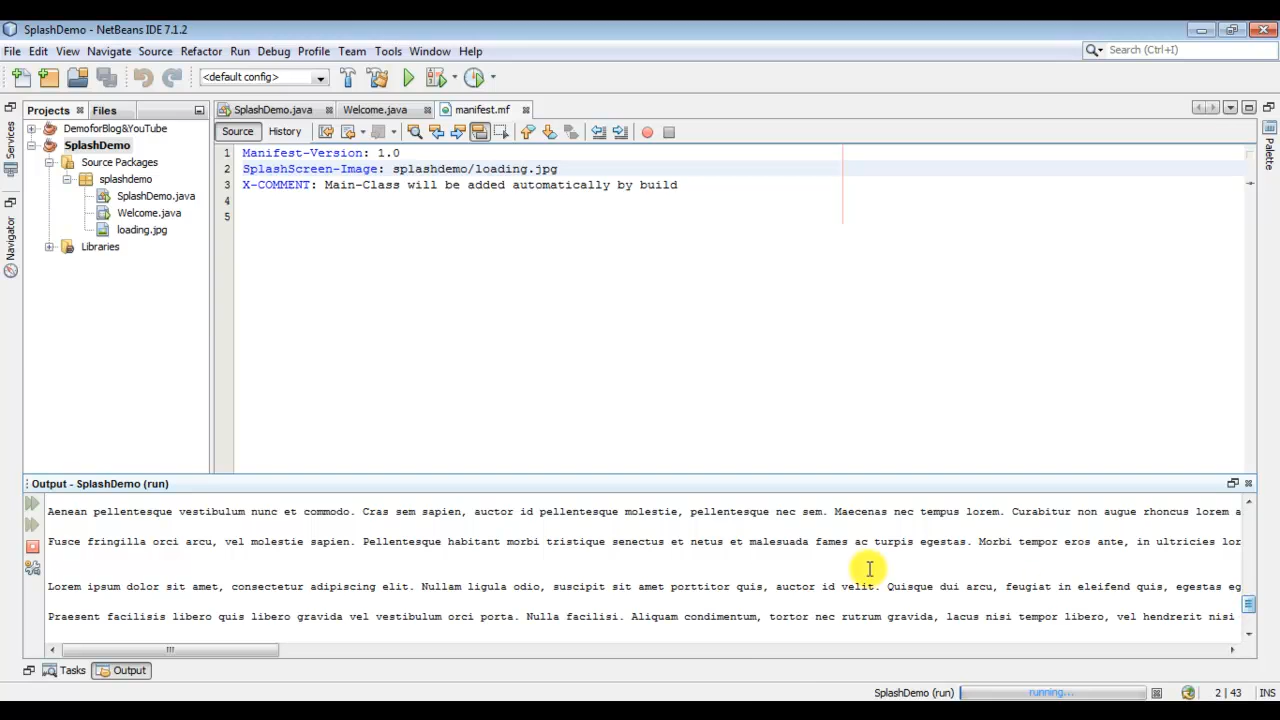 SplashDemo - NetBeans IDE 7.1.2
File Edit View Navigate Source Refactor Run Debug Profile Team Tools Window Help
Search (Ctrl+I)
<default config>
Projects Files
SplashDemo.java Welcome.java manifest.mf
Services
Navigator
Palette
DemoforBlog&YouTube
SplashDemo
Source Packages
splashdemo
SplashDemo.java
Welcome.java
loading.jpg
Libraries
Source History
1 Manifest-Version: 1.0
2 SplashScreen-Image: splashdemo/loading.jpg
3 X-COMMENT: Main-Class will be added automatically by build
4
5
Output - SplashDemo (run)
Aenean pellentesque vestibulum nunc et commodo. Cras sem sapien, auctor id pellentesque molestie, pellentesque nec sem. Maecenas nec tempus lorem. Curabitur non augue rhoncus lorem a
Fusce fringilla orci arcu, vel molestie sapien. Pellentesque habitant morbi tristique senectus et netus et malesuada fames ac turpis egestas. Morbi tempor eros ante, in ultricies lor
Lorem ipsum dolor sit amet, consectetur adipiscing elit. Nullam ligula odio, suscipit sit amet porttitor quis, auctor id velit. Quisque dui arcu, feugiat in eleifend quis, egestas eg
Praesent facilisis libero quis libero gravida vel vestibulum orci porta. Nulla facilisi. Aliquam condimentum, tortor nec rutrum gravida, lacus nisi tempor libero, vel hendrerit nisi
Tasks Output
SplashDemo (run) running... 2 | 43 INS